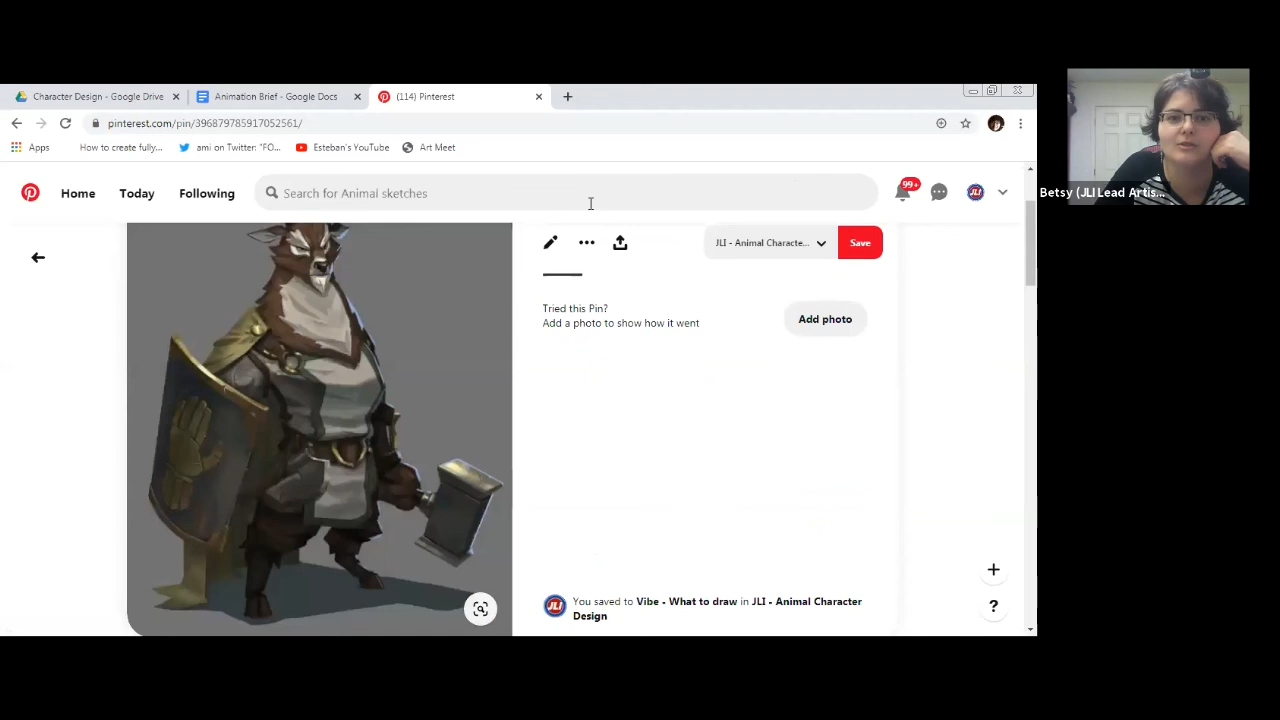 Character Design - Google Drive
Animation Brief - Google Docs
(114) Pinterest
pinterest.com/pin/396879785917052561/
Apps
How to create fully...
ami on Twitter: "FO...
Esteban's YouTube
Art Meet
Home
Today
Following
Search for Animal sketches
99+
JLI
Betsy (JLI Lead Artis...
JLI - Animal Characte...
Save
Tried this Pin?
Add a photo to show how it went
Add photo
JLI
You saved to Vibe - What to draw in JLI - Animal Character
Design